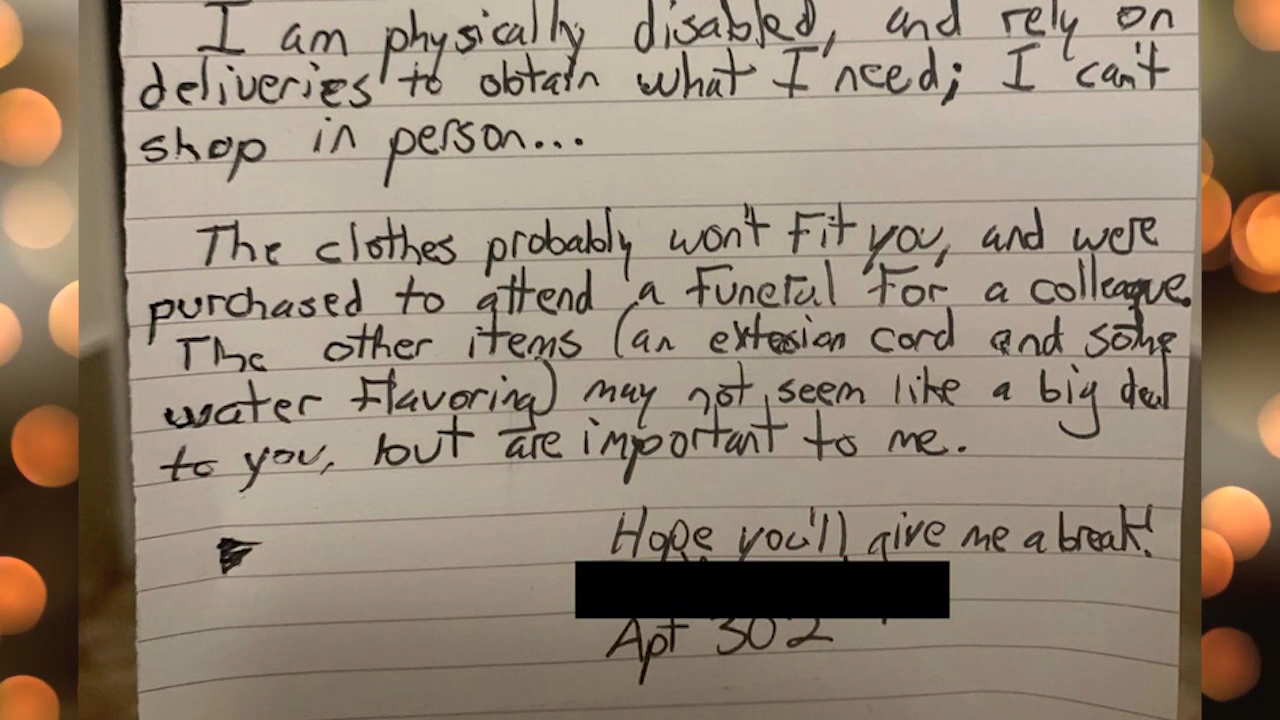 I am physically disabled, and rely on
deliveries to obtain what I need; I can't
shop in person...
The clothes probably won't fit you, and were
purchased to attend a funeral for a colleague.
The other items (an extesion cord and some
water flavoring) may not seem like a big deal
to you, but are important to me.
Hope you'll give me a break!
Apt 302